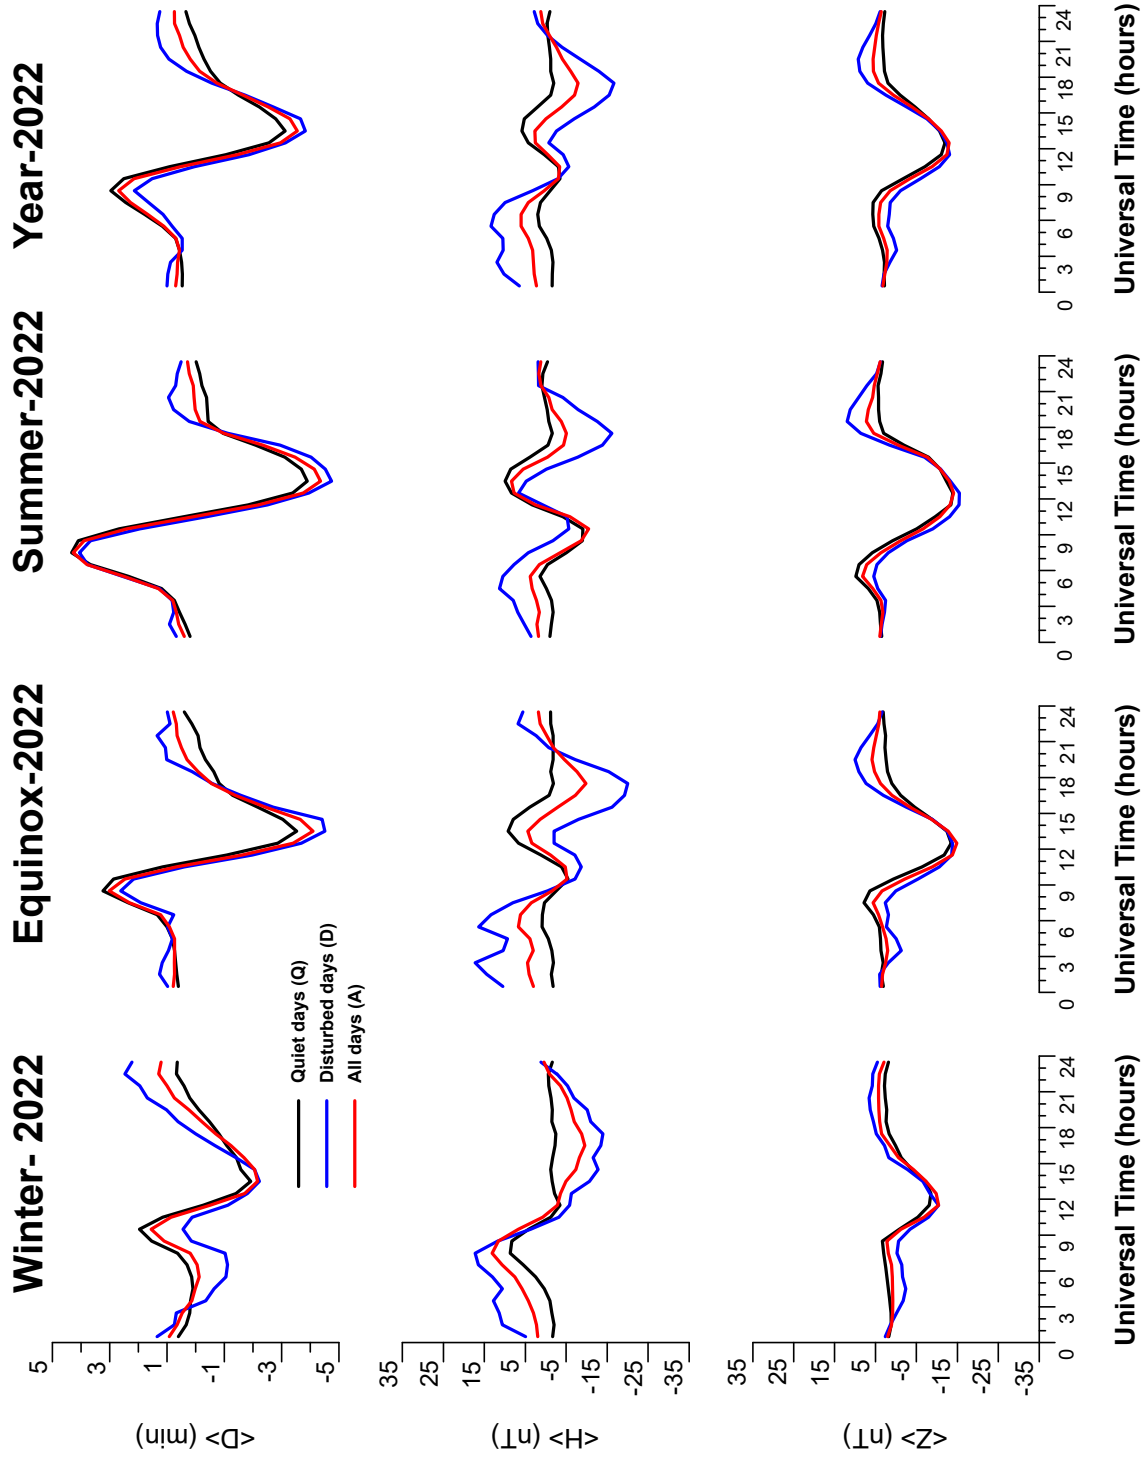 Winter- 2022
Equinox-2022
Summer-2022
Year-2022
<D> (min)
5
3
1
-1
-3
-5
Quiet days (Q)
Disturbed days (D)
All days (A)
<H> (nT)
35
25
15
5
-5
-15
-25
-35
<Z> (nT)
35
25
15
5
-5
-15
-25
-35
0 3 6 9 12 15 18 21 24
0 3 6 9 12 15 18 21 24
0 3 6 9 12 15 18 21 24
0 3 6 9 12 15 18 21 24
Universal Time (hours)
Universal Time (hours)
Universal Time (hours)
Universal Time (hours)